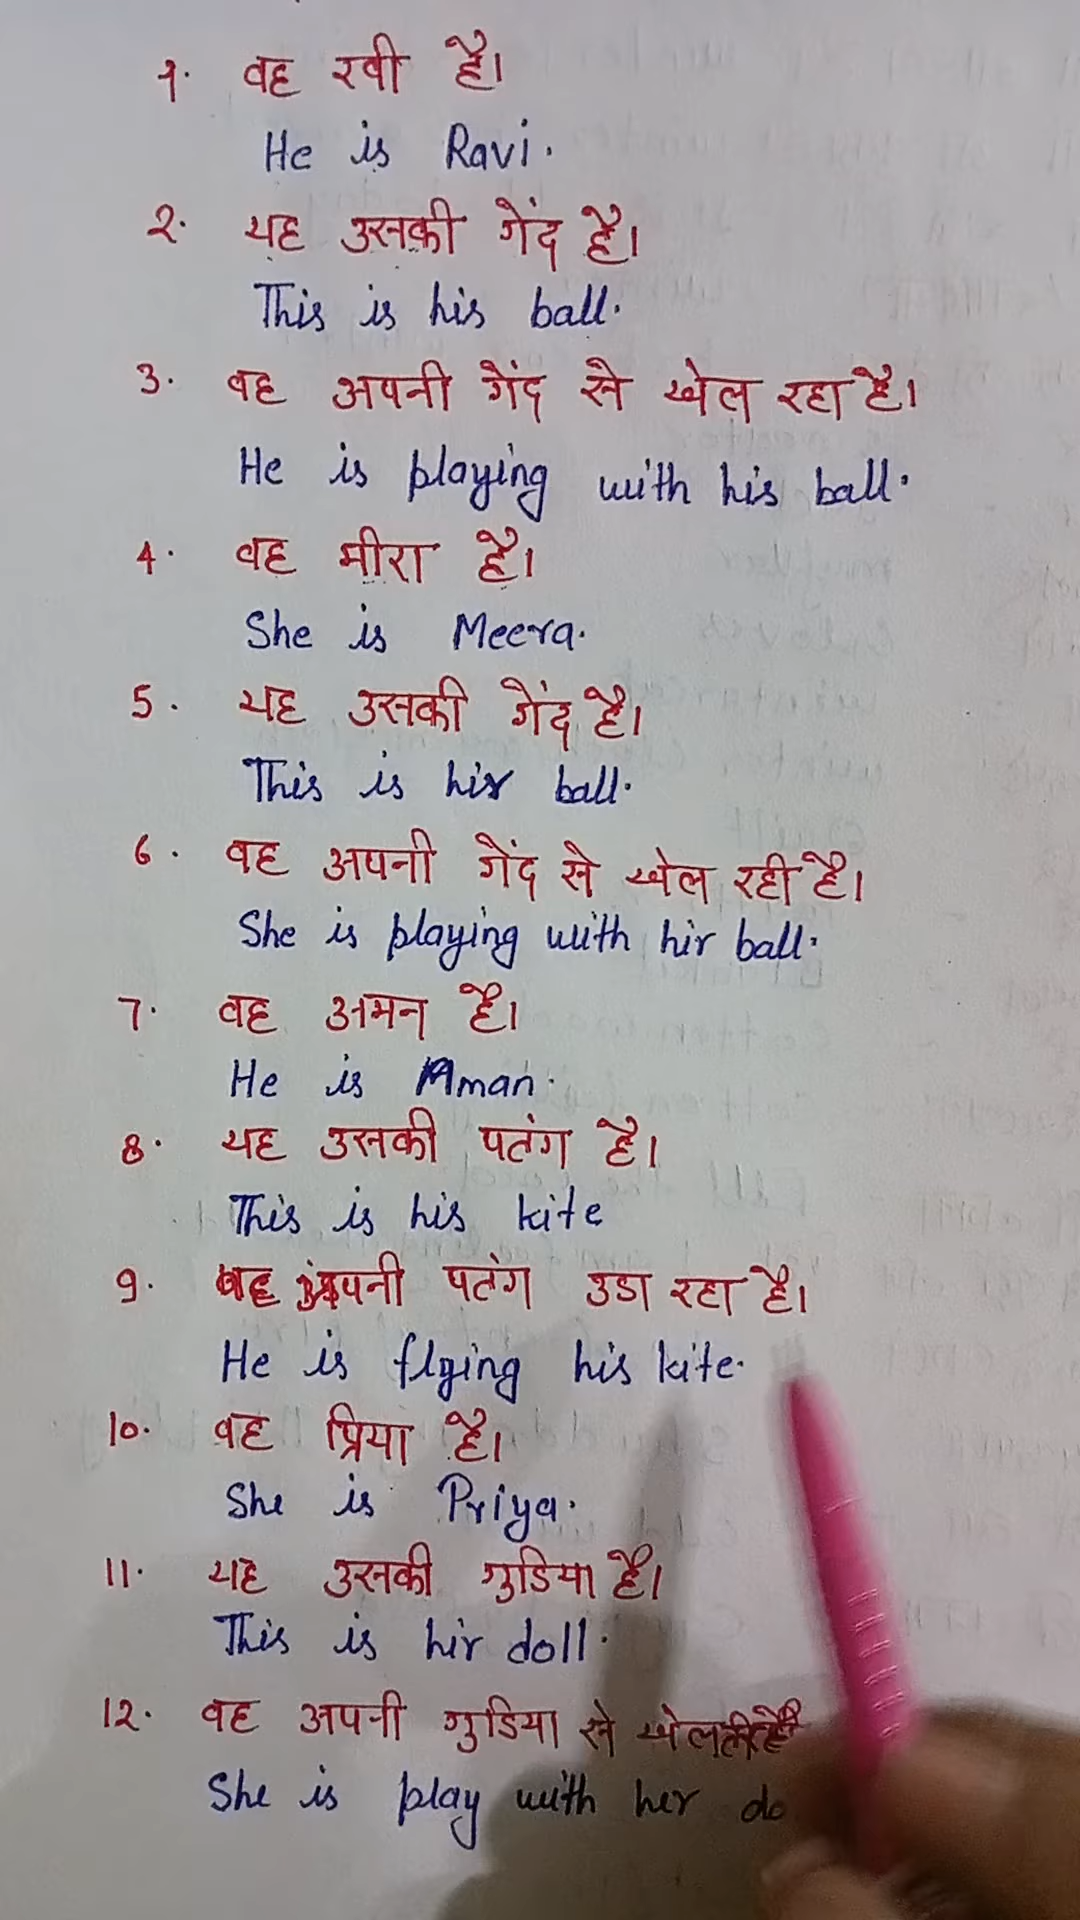 1. वह रवी है।
He is Ravi.
2. यह उसकी गेंद है।
This is his ball.
3. वह अपनी गेंद से खेल रहा है।
He is playing with his ball.
4. वह मीरा है।
She is Meera.
5. यह उसकी गेंद है।
This is hir ball.
6. वह अपनी गेंद से खेल रही है।
She is playing with hir ball.
7. वह अमन है।
He is Aman.
8. यह उसकी पतंग है।
This is his kite
9. वह अपनी पतंग उडा रहा है।
He is flying his kite.
10. वह प्रिया है।
She is Priya.
11. यह उसकी गुडिया है।
This is hir doll.
12. वह अपनी गुडिया से
She is play with her